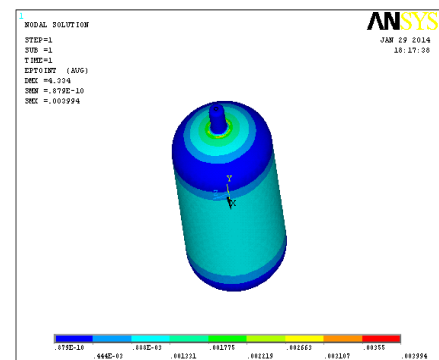 1
NODAL SOLUTION
STEP=1
SUB =1
TIME=1
EPTOINT (AVG)
DMX =4.334
SMN =.879E-10
SMX =.003994
ANSYS
JAN 29 2014
18:17:38
Y
X
.879E-10
.444E-03
.888E-03
.001331
.001775
.002219
.002663
.003107
.00355
.003994